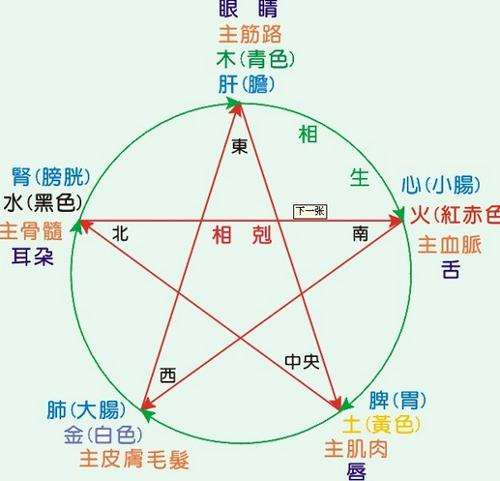 眼 睛
主筋路
木(青色)
肝(膽)
東
相
生
腎(膀胱)
水(黑色)
主骨髓
耳朵
北
心(小腸)
火(紅赤色
主血脈
舌
南
下一张
相 剋
西
中央
肺(大腸)
金(白色)
主皮膚毛髮
脾(胃)
土(黃色)
主肌肉
唇